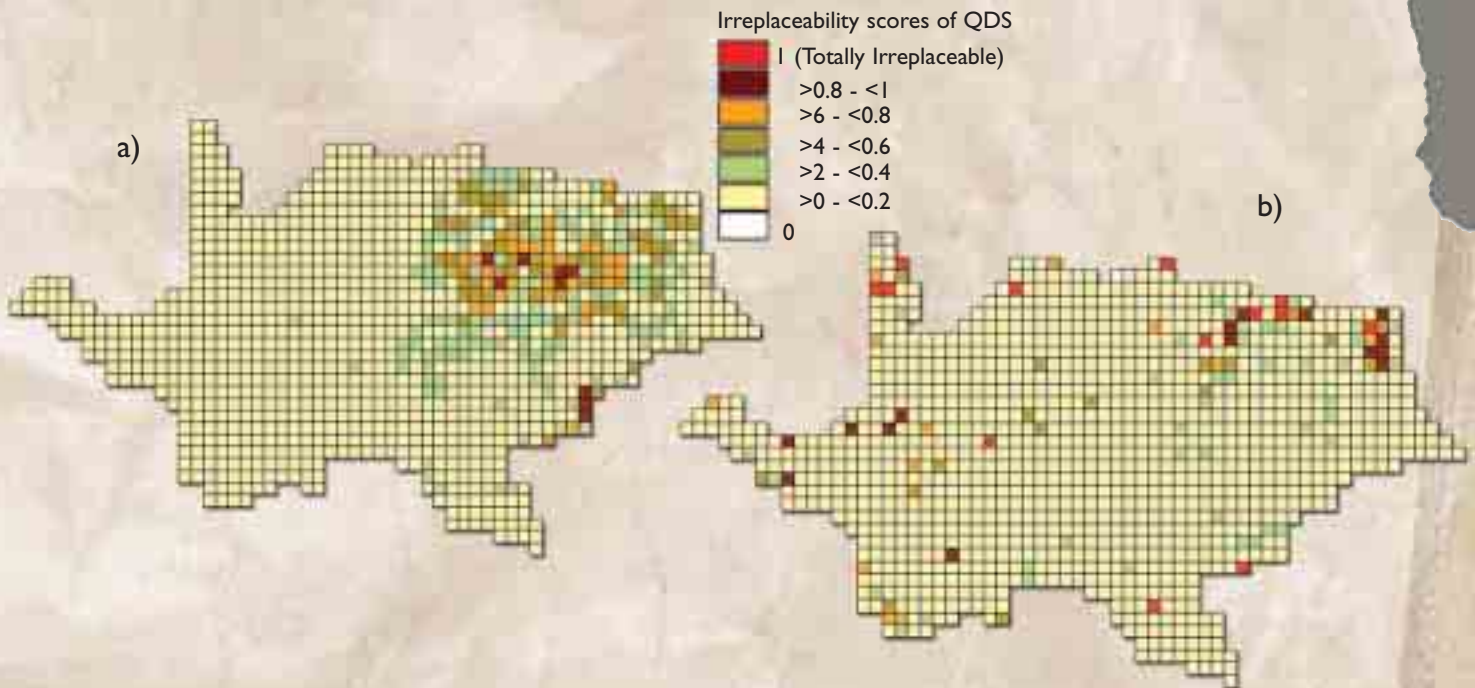 Irreplaceability scores of QDS
1 (Totally Irreplaceable)
>0.8 - <1
>6 - <0.8
>4 - <0.6
>2 - <0.4
>0 - <0.2
0
a)
b)